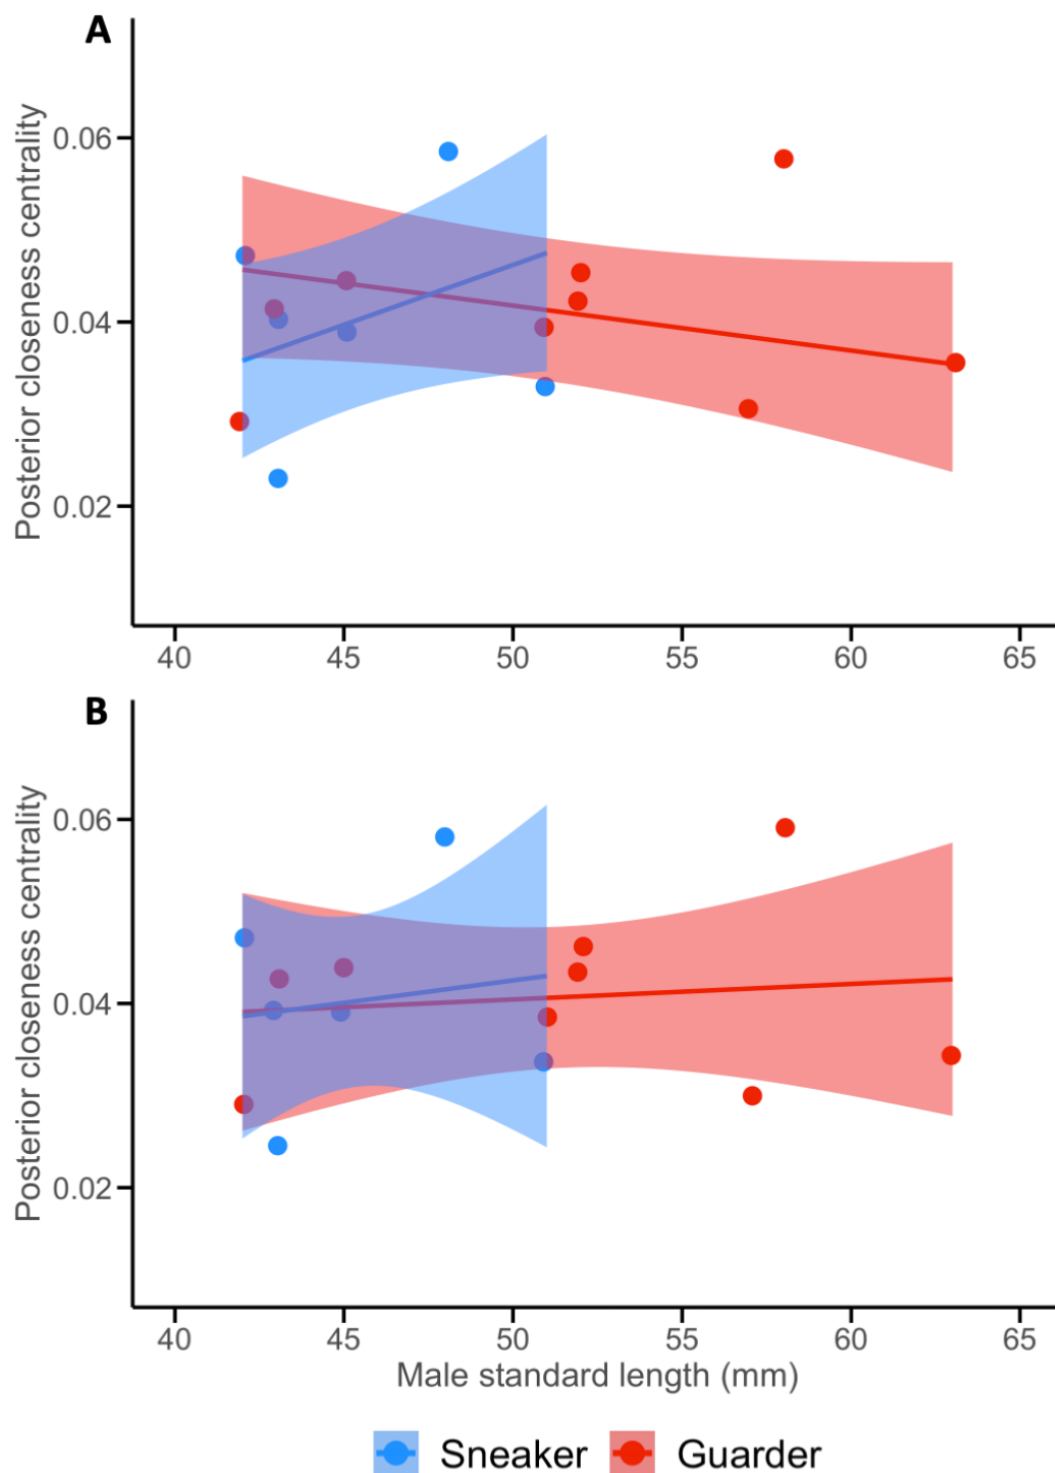 A
Posterior closeness centrality
0.06
0.04
0.02
40 45 50 55 60 65
B
Posterior closeness centrality
0.06
0.04
0.02
40 45 50 55 60 65
Male standard length (mm)
Sneaker Guarder